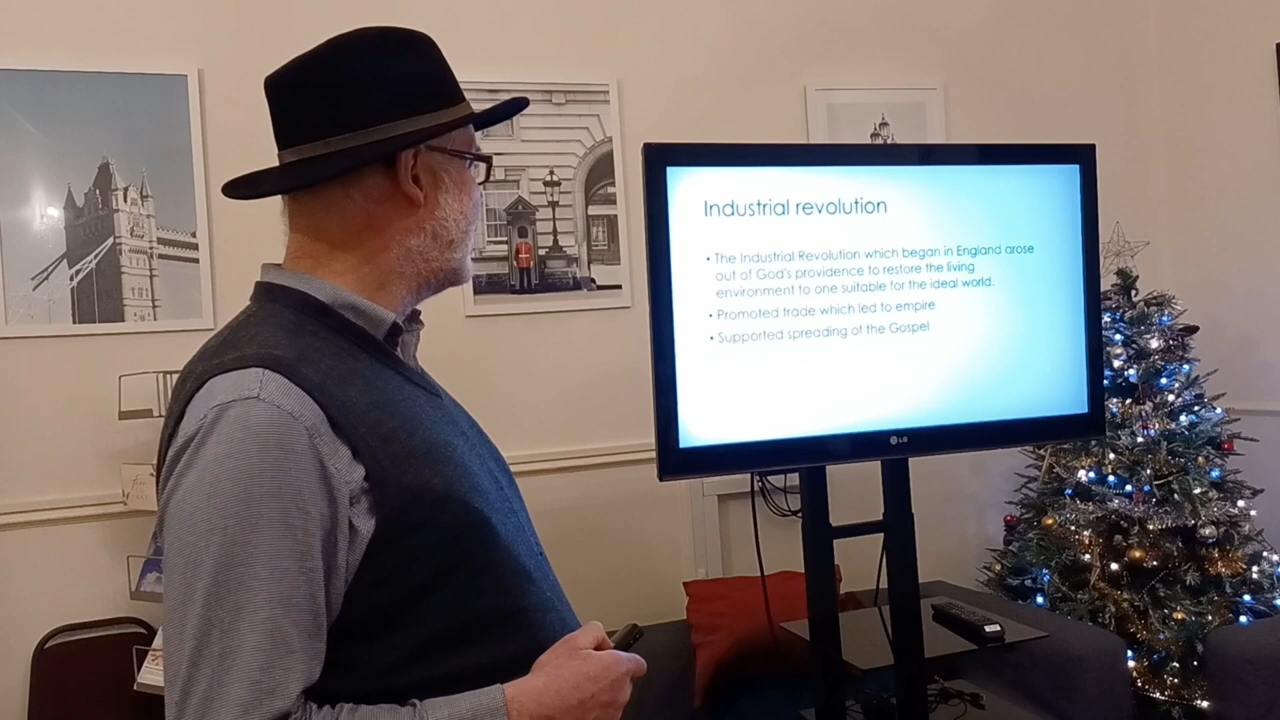 Industrial revolution
• The Industrial Revolution which began in England arose
out of God's providence to restore the living
environment to one suitable for the ideal world.
• Promoted trade which led to empire
• Supported spreading of the Gospel
LG